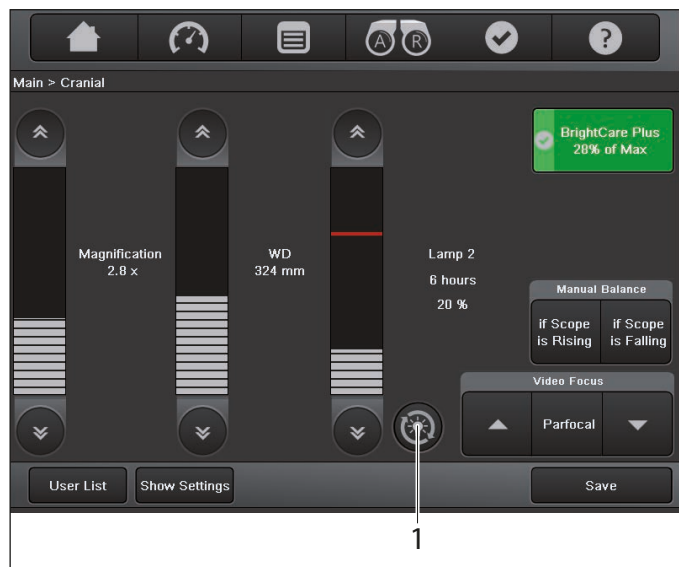 A R ?
Main > Cranial
BrightCare Plus
28% of Max
Magnification
2.8 x
WD
324 mm
Lamp 2
6 hours
20 %
Manual Balance
if Scope
is Rising
if Scope
is Falling
Video Focus
Parfocal
User List
Show Settings
Save
1